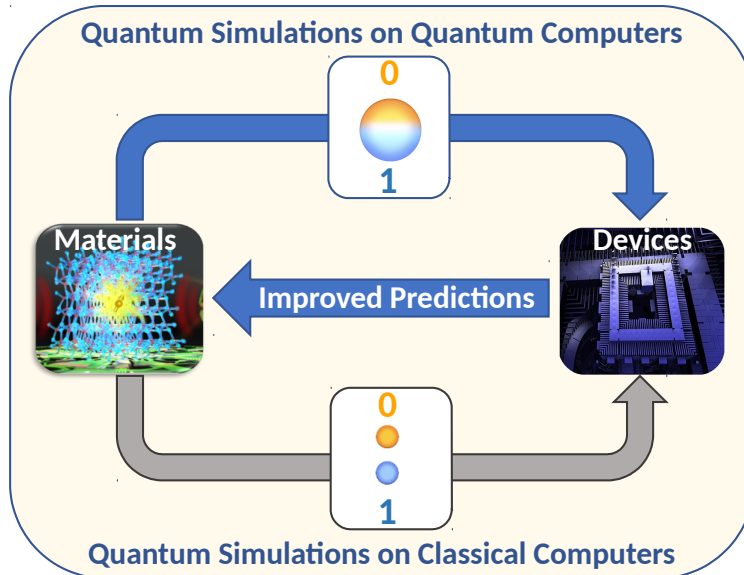 Quantum Simulations on Quantum Computers
0
1
Materials
Devices
Improved Predictions
0
1
Quantum Simulations on Classical Computers